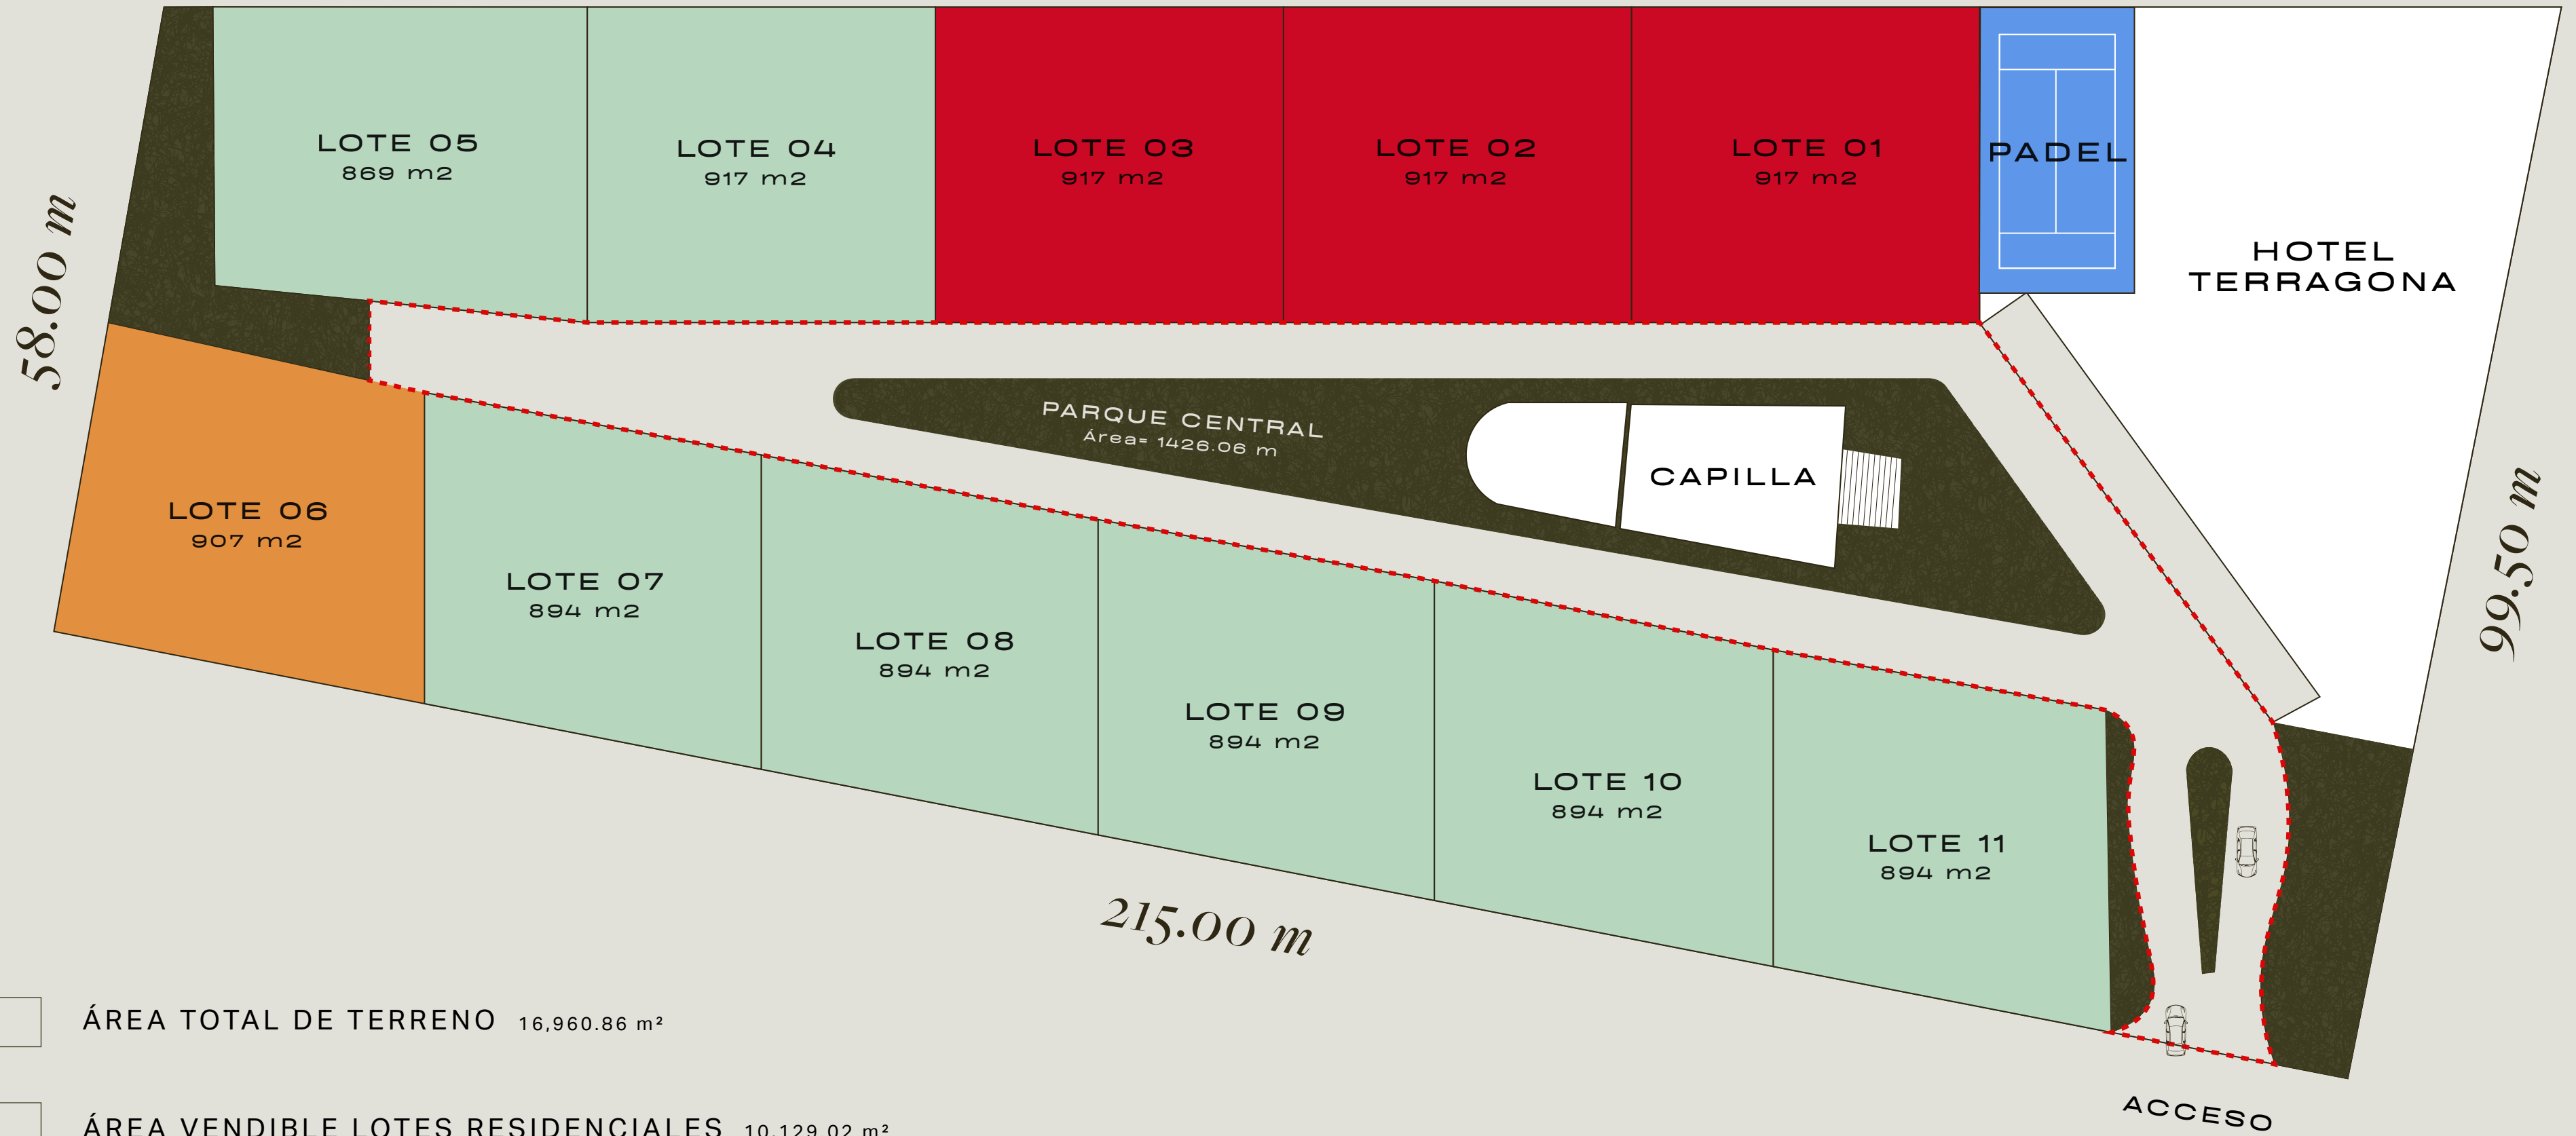 LOTE 05
869 m2
LOTE 04
917 m2
LOTE 03
917 m2
LOTE 02
917 m2
LOTE 01
917 m2
PADEL
HOTEL
TERRAGONA
58.00 m
PARQUE CENTRAL
Área= 1426.06 m
CAPILLA
99.50 m
LOTE 06
907 m2
LOTE 07
894 m2
LOTE 08
894 m2
LOTE 09
894 m2
LOTE 10
894 m2
LOTE 11
894 m2
215.00 m
ÁREA TOTAL DE TERRENO 16,960.86 m²
ACCESO
ÁREA VENDIBLE LOTES RESIDENCIALES 10,129.02 m²